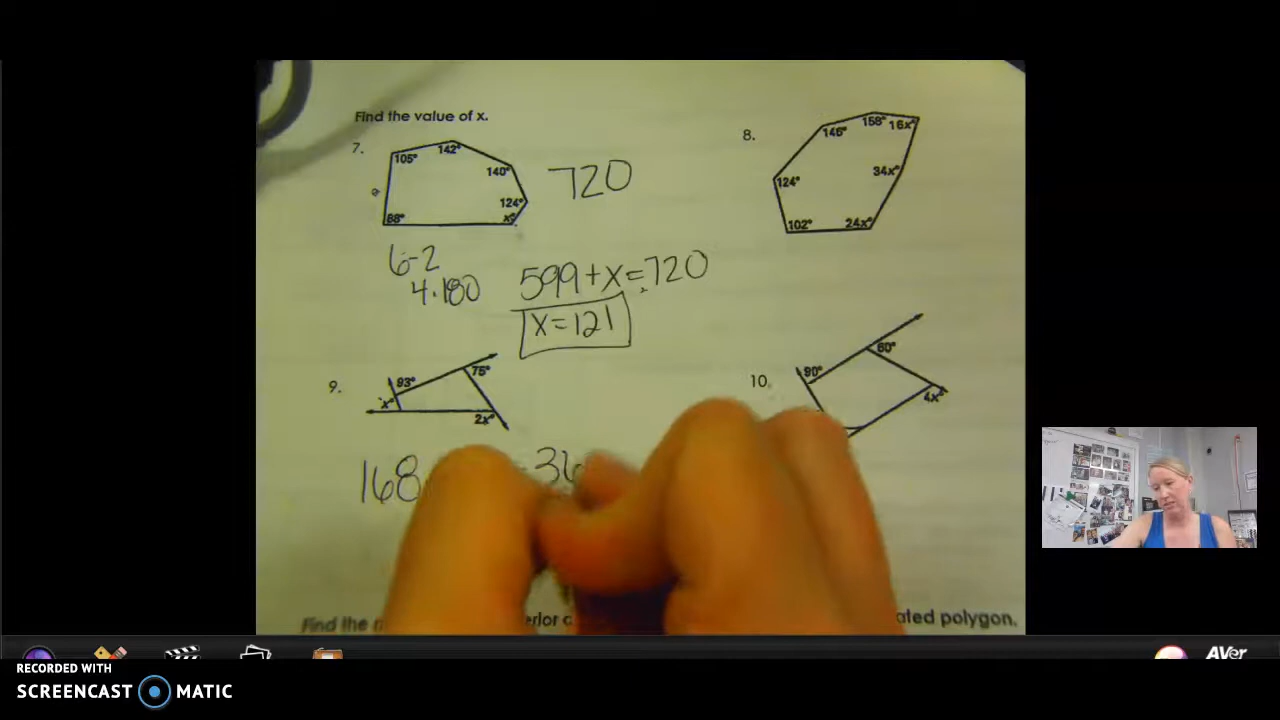 Find the value of x.
7.
105°
142°
140°
124°
x°
88°
720
6-2
4·180
599+x=720
x=121
8.
146°
158°
16x°
34x°
24x°
102°
124°
9.
93°
75°
x°
2x°
168
36
10.
90°
60°
4x°
Find the
ated polygon.
RECORDED WITH
SCREENCAST MATIC
AVer